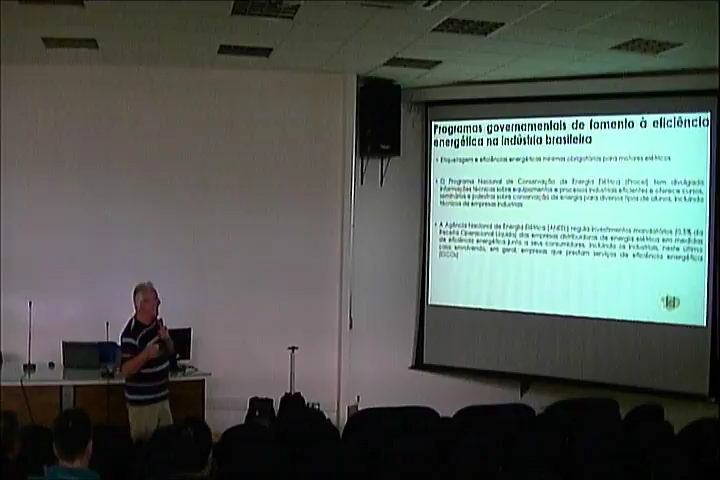 Programas governamentais de fomento à eficiência
energética na indústria brasileira
Etiquetagem e eficiências energéticas mínimas obrigatórias para motores elétricos
O Programa Nacional de Conservação de Energia Elétrica (Procel) tem divulgado
informações técnicas sobre equipamentos e processos industriais eficientes e oferece cursos,
seminários e palestras sobre conservação de energia para diversos tipos de alunos, incluindo
técnicos de empresas industriais
A Agência Nacional de Energia Elétrica (ANEEL) regula investimentos mandatórios (0,5% da
Receita Operacional Líquida) das empresas distribuidoras de energia elétrica em medidas
de eficiência energética junto a seus consumidores, incluindo os industriais, neste último
caso envolvendo, em geral, empresas que prestam serviços de eficiência energética
(ESCOs)